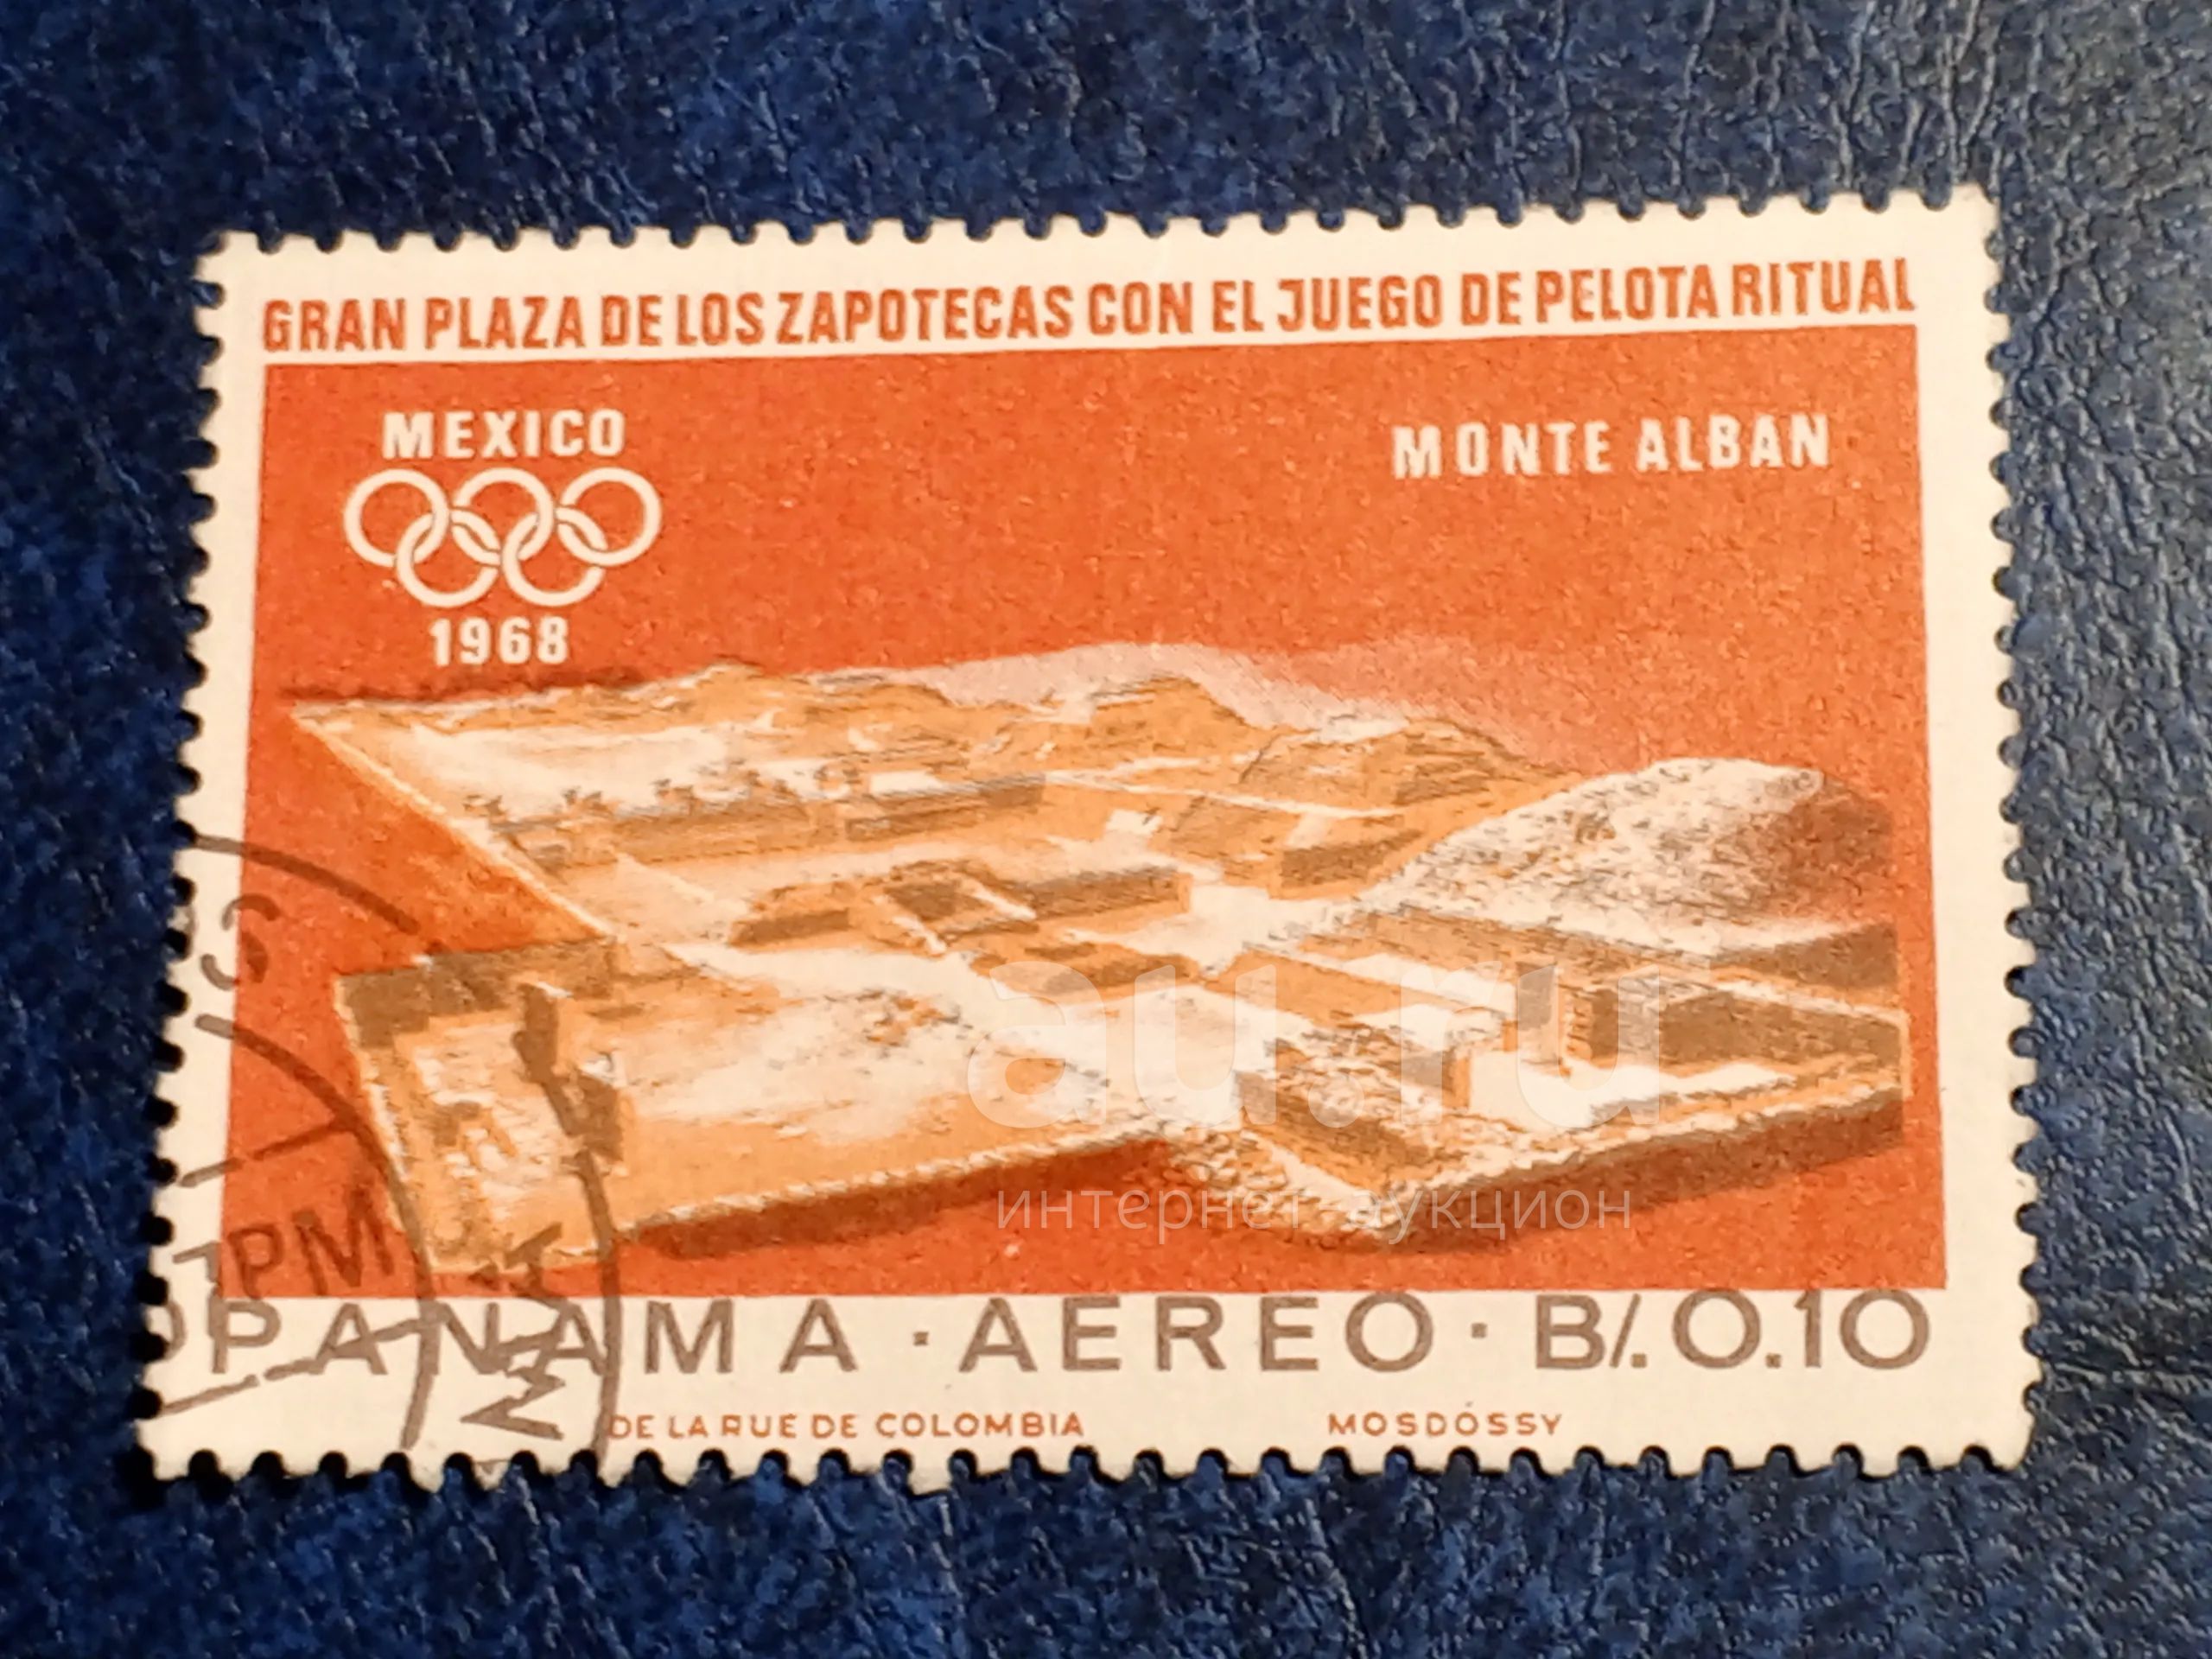 GRAN PLAZA DE LOS ZAPOTECAS CON EL JUEGO DE PELOTA RITUAL
MEXICO
1968
MONTE ALBAN
au.ru
интернет аукцион
PM
PANAMA · AEREO · B/. 0.10
DE LA RUE DE COLOMBIA
MOSDÓSSY